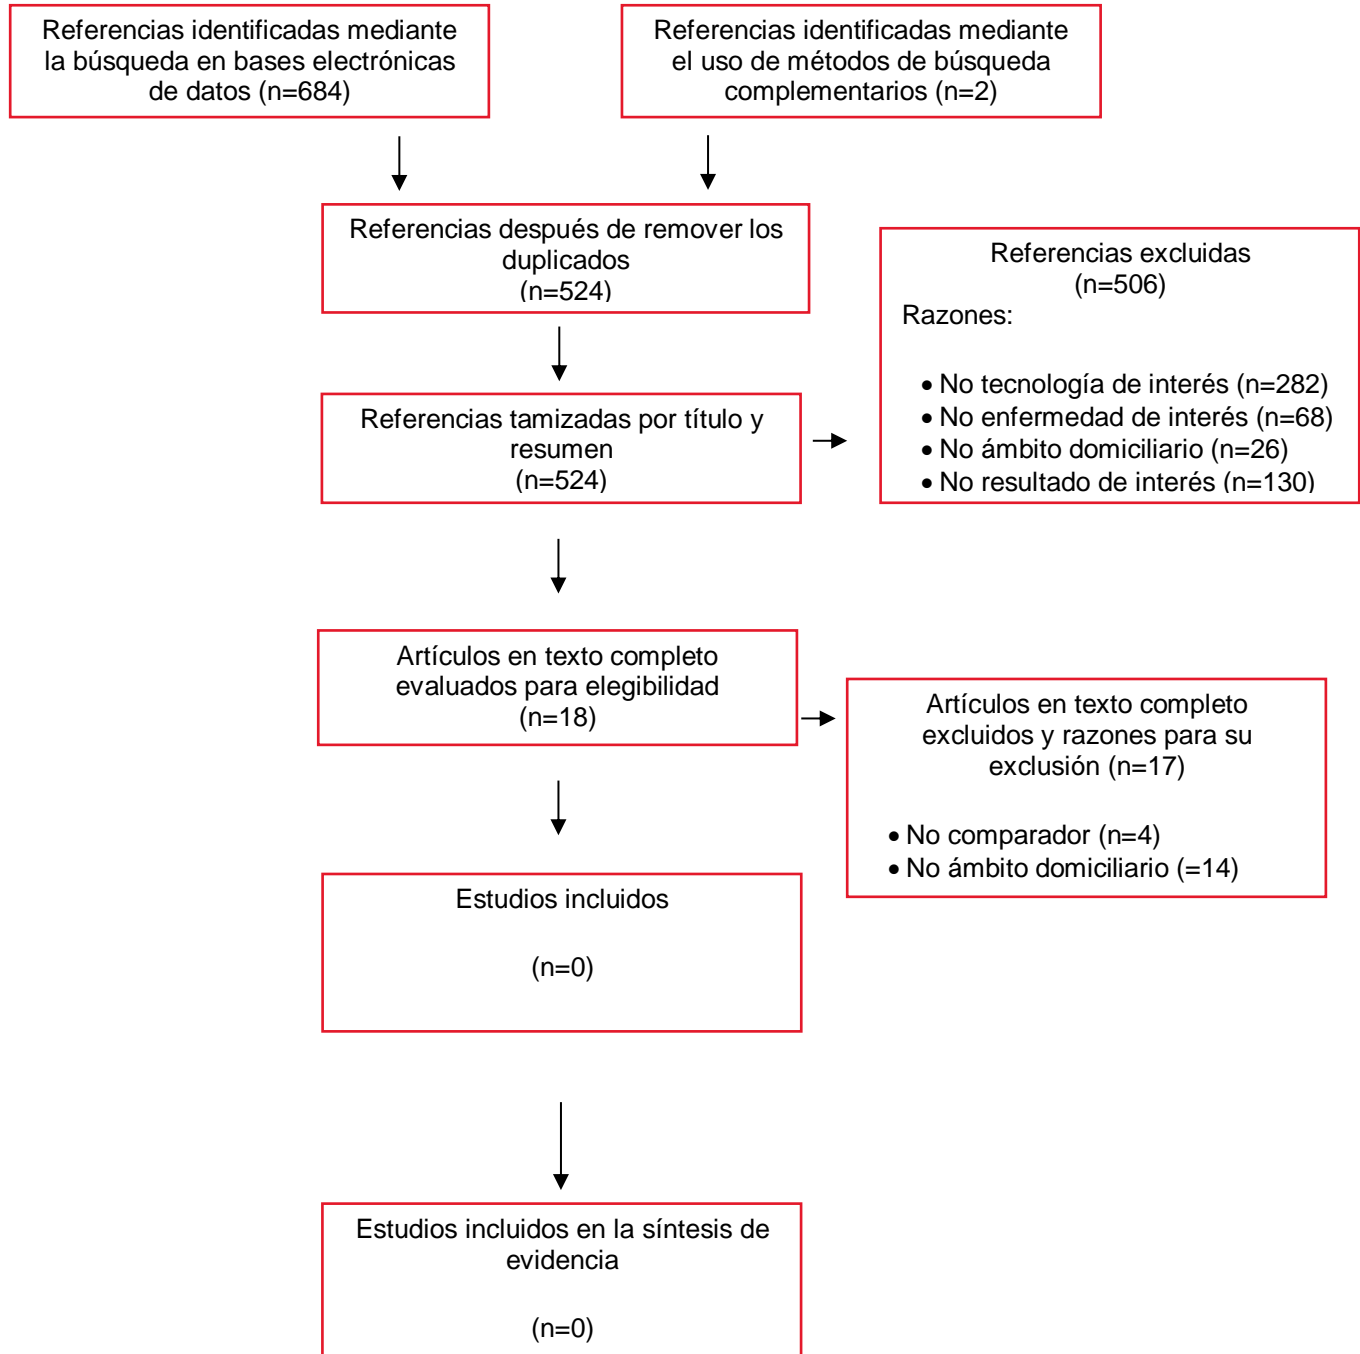 Referencias identificadas mediante
la búsqueda en bases electrónicas
de datos (n=684)
Referencias identificadas mediante
el uso de métodos de búsqueda
complementarios (n=2)
Referencias después de remover los
duplicados
(n=524)
Referencias excluidas
(n=506)
Razones:
• No tecnología de interés (n=282)
• No enfermedad de interés (n=68)
• No ámbito domiciliario (n=26)
• No resultado de interés (n=130)
Referencias tamizadas por título y
resumen
(n=524)
Artículos en texto completo
evaluados para elegibilidad
(n=18)
Artículos en texto completo
excluidos y razones para su
exclusión (n=17)
• No comparador (n=4)
• No ámbito domiciliario (=14)
Estudios incluidos
(n=0)
Estudios incluidos en la síntesis de
evidencia
(n=0)